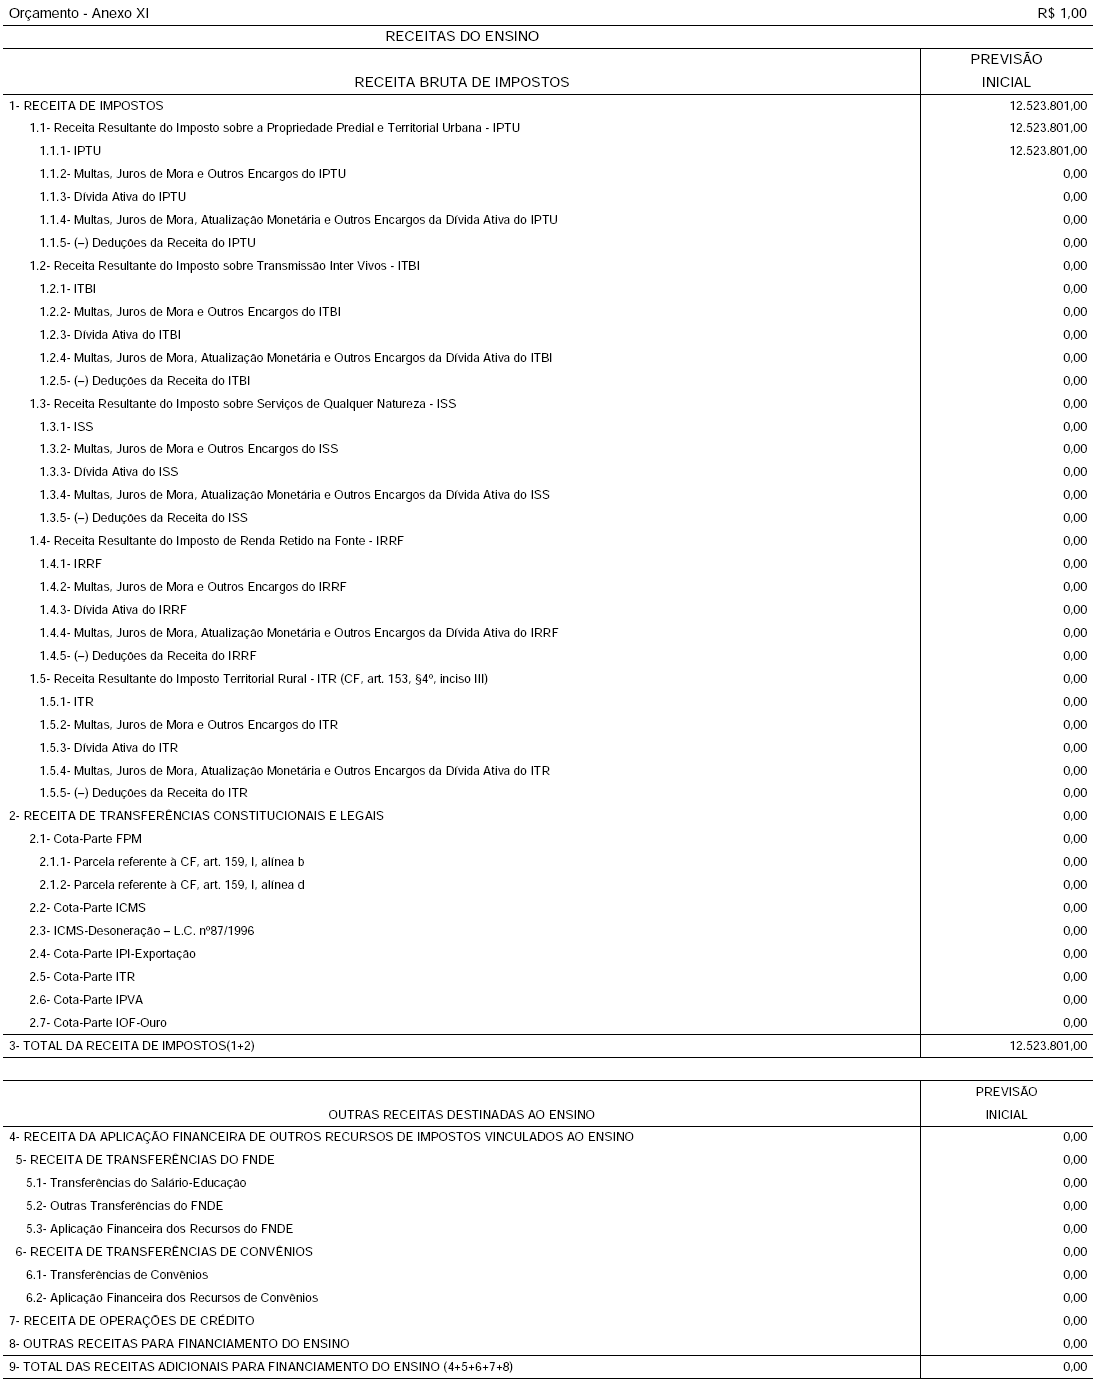 Orçamento - Anexo XI R$ 1,00
RECEITAS DO ENSINO
PREVISÃO
RECEITA BRUTA DE IMPOSTOS INICIAL
1- RECEITA DE IMPOSTOS 12.523.801,00
1.1- Receita Resultante do Imposto sobre a Propriedade Predial e Territorial Urbana - IPTU 12.523.801,00
1.1.1- IPTU 12.523.801,00
1.1.2- Multas, Juros de Mora e Outros Encargos do IPTU 0,00
1.1.3- Dívida Ativa do IPTU 0,00
1.1.4- Multas, Juros de Mora, Atualização Monetária e Outros Encargos da Dívida Ativa do IPTU 0,00
1.1.5- (–) Deduções da Receita do IPTU 0,00
1.2- Receita Resultante do Imposto sobre Transmissão Inter Vivos - ITBI 0,00
1.2.1- ITBI 0,00
1.2.2- Multas, Juros de Mora e Outros Encargos do ITBI 0,00
1.2.3- Dívida Ativa do ITBI 0,00
1.2.4- Multas, Juros de Mora, Atualização Monetária e Outros Encargos da Dívida Ativa do ITBI 0,00
1.2.5- (–) Deduções da Receita do ITBI 0,00
1.3- Receita Resultante do Imposto sobre Serviços de Qualquer Natureza - ISS 0,00
1.3.1- ISS 0,00
1.3.2- Multas, Juros de Mora e Outros Encargos do ISS 0,00
1.3.3- Dívida Ativa do ISS 0,00
1.3.4- Multas, Juros de Mora, Atualização Monetária e Outros Encargos da Dívida Ativa do ISS 0,00
1.3.5- (–) Deduções da Receita do ISS 0,00
1.4- Receita Resultante do Imposto de Renda Retido na Fonte - IRRF 0,00
1.4.1- IRRF 0,00
1.4.2- Multas, Juros de Mora e Outros Encargos do IRRF 0,00
1.4.3- Dívida Ativa do IRRF 0,00
1.4.4- Multas, Juros de Mora, Atualização Monetária e Outros Encargos da Dívida Ativa do IRRF 0,00
1.4.5- (–) Deduções da Receita do IRRF 0,00
1.5- Receita Resultante do Imposto Territorial Rural - ITR (CF, art. 153, §4º, inciso III) 0,00
1.5.1- ITR 0,00
1.5.2- Multas, Juros de Mora e Outros Encargos do ITR 0,00
1.5.3- Dívida Ativa do ITR 0,00
1.5.4- Multas, Juros de Mora, Atualização Monetária e Outros Encargos da Dívida Ativa do ITR 0,00
1.5.5- (–) Deduções da Receita do ITR 0,00
2- RECEITA DE TRANSFERÊNCIAS CONSTITUCIONAIS E LEGAIS 0,00
2.1- Cota-Parte FPM 0,00
2.1.1- Parcela referente à CF, art. 159, I, alínea b 0,00
2.1.2- Parcela referente à CF, art. 159, I, alínea d 0,00
2.2- Cota-Parte ICMS 0,00
2.3- ICMS-Desoneração – L.C. nº87/1996 0,00
2.4- Cota-Parte IPI-Exportação 0,00
2.5- Cota-Parte ITR 0,00
2.6- Cota-Parte IPVA 0,00
2.7- Cota-Parte IOF-Ouro 0,00
3- TOTAL DA RECEITA DE IMPOSTOS(1+2) 12.523.801,00
PREVISÃO
OUTRAS RECEITAS DESTINADAS AO ENSINO INICIAL
4- RECEITA DA APLICAÇÃO FINANCEIRA DE OUTROS RECURSOS DE IMPOSTOS VINCULADOS AO ENSINO 0,00
5- RECEITA DE TRANSFERÊNCIAS DO FNDE 0,00
5.1- Transferências do Salário-Educação 0,00
5.2- Outras Transferências do FNDE 0,00
5.3- Aplicação Financeira dos Recursos do FNDE 0,00
6- RECEITA DE TRANSFERÊNCIAS DE CONVÊNIOS 0,00
6.1- Transferências de Convênios 0,00
6.2- Aplicação Financeira dos Recursos de Convênios 0,00
7- RECEITA DE OPERAÇÕES DE CRÉDITO 0,00
8- OUTRAS RECEITAS PARA FINANCIAMENTO DO ENSINO 0,00
9- TOTAL DAS RECEITAS ADICIONAIS PARA FINANCIAMENTO DO ENSINO (4+5+6+7+8) 0,00